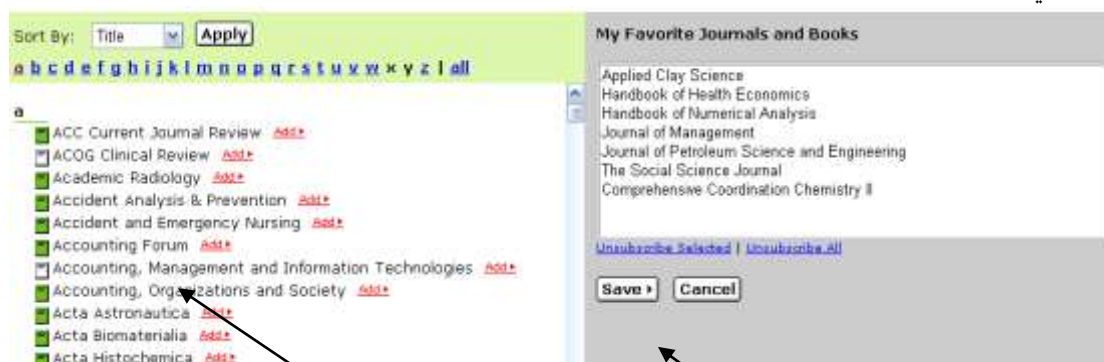 Sort By: Title Apply
a b c d e f g h i j k l m n o p q r s t u v w x y z | all
a
ACC Current Journal Review Add
ACOG Clinical Review Add
Academic Radiology Add
Accident Analysis & Prevention Add
Accident and Emergency Nursing Add
Accounting Forum Add
Accounting, Management and Information Technologies Add
Accounting, Organizations and Society Add
Acta Astronautica Add
Acta Biomaterialia Add
Acta Histochemica Add
My Favorite Journals and Books
Applied Clay Science
Handbook of Health Economics
Handbook of Numerical Analysis
Journal of Management
Journal of Petroleum Science and Engineering
The Social Science Journal
Comprehensive Coordination Chemistry II
Unsubscribe Selected | Unsubscribe All
Save Cancel